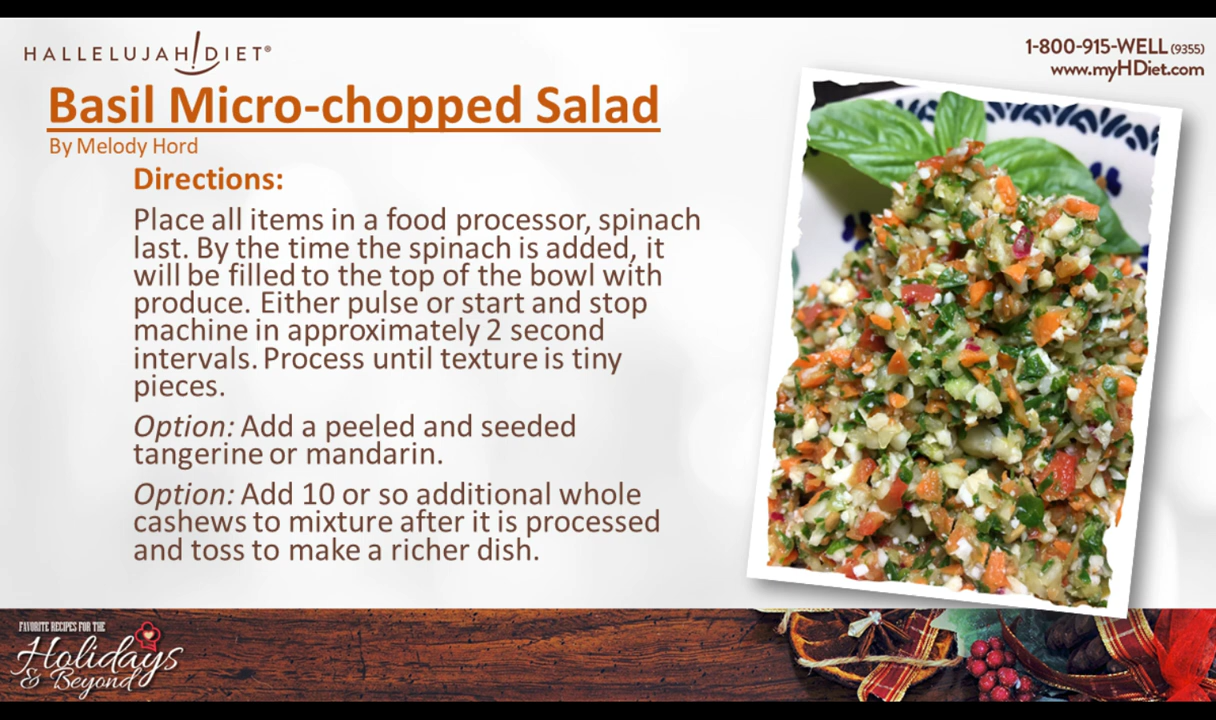 HALLELUJAH DIET®
1-800-915-WELL (9355)
www.myHDiet.com
Basil Micro-chopped Salad
By Melody Hord
Directions:
Place all items in a food processor, spinach
last. By the time the spinach is added, it
will be filled to the top of the bowl with
produce. Either pulse or start and stop
machine in approximately 2 second
intervals. Process until texture is tiny
pieces.
Option: Add a peeled and seeded
tangerine or mandarin.
Option: Add 10 or so additional whole
cashews to mixture after it is processed
and toss to make a richer dish.
FAVORITE RECIPES FOR THE
Holidays
& Beyond